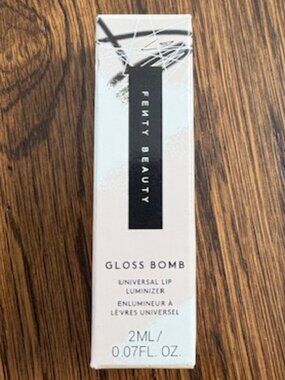 FENTY BEAUTY
GLOSS BOMB
UNIVERSAL LIP
LUMINIZER
ENLUMINEUR À
LÈVRES UNIVERSEL
2ML/
0.07FL. OZ.